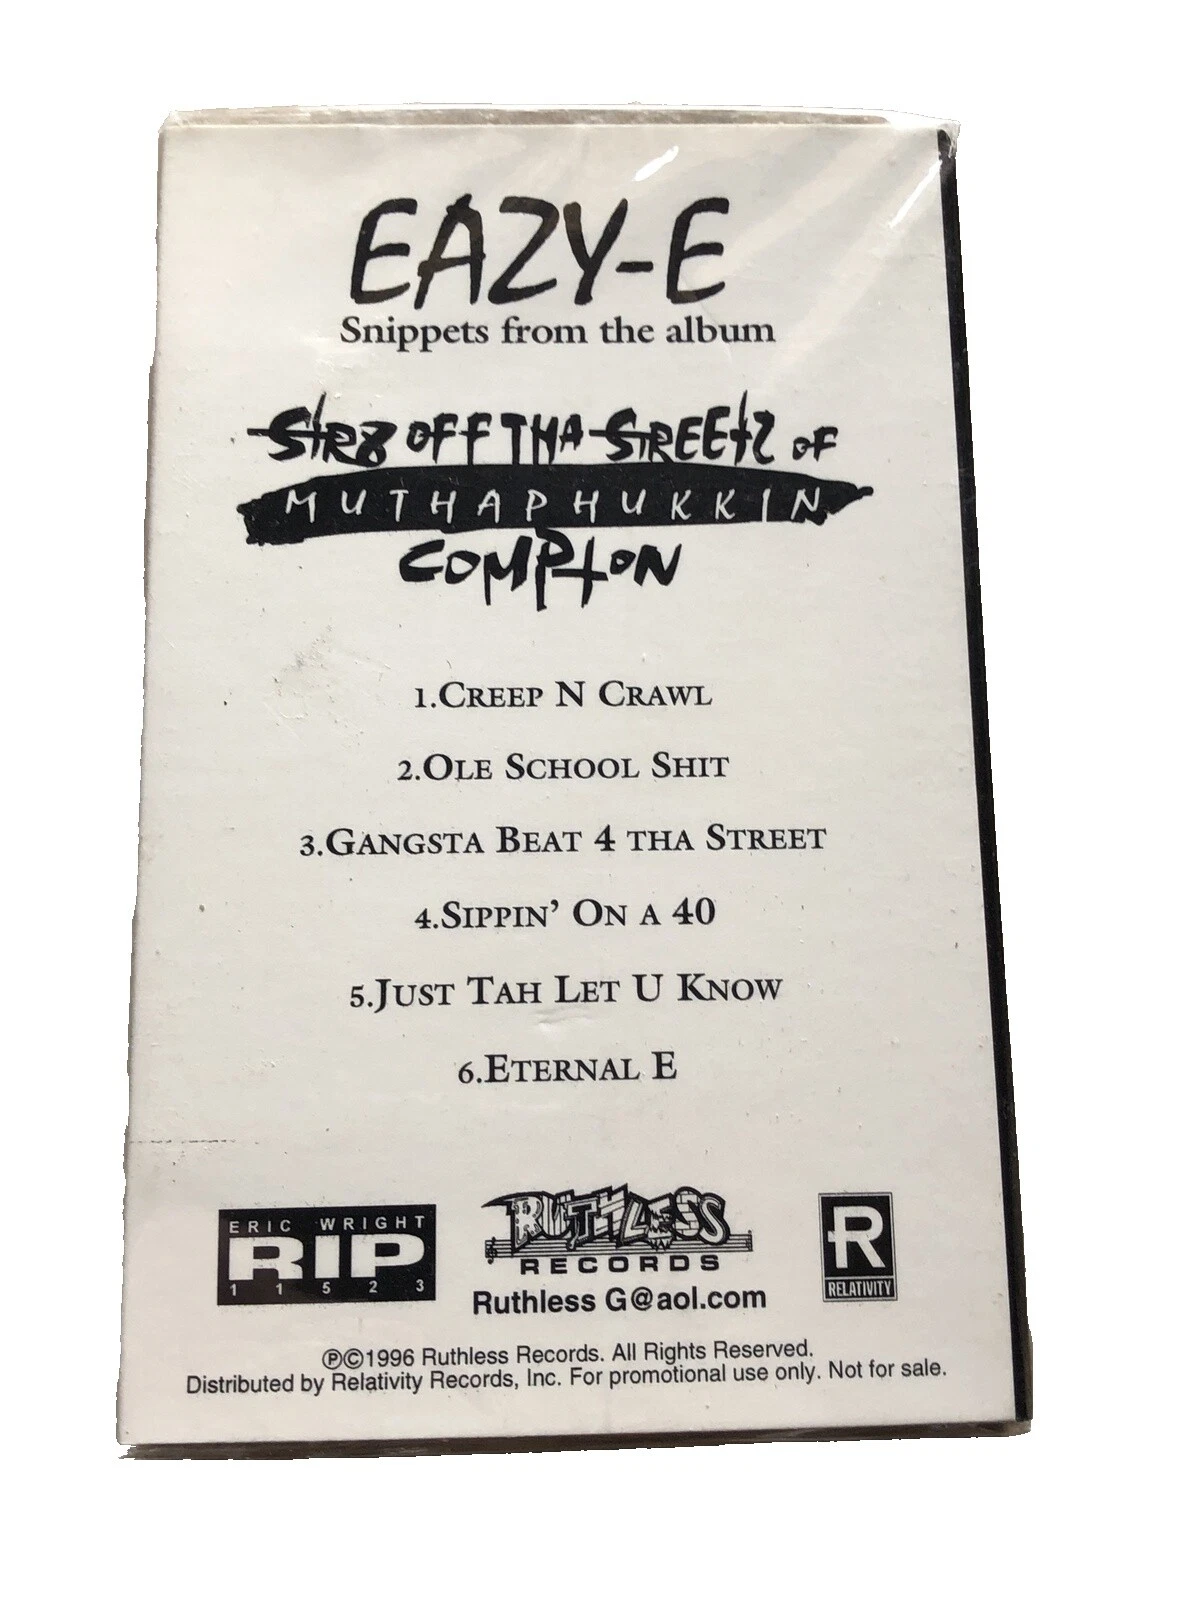 EAZY-E
Snippets from the album
STR8 OFF THA STREETZ OF
MUTHAPHUKKIN
COMPTON
1.CREEP N CRAWL
2.OLE SCHOOL SHIT
3.GANGSTA BEAT 4 THA STREET
4.SIPPIN' ON A 40
5.JUST TAH LET U KNOW
6.ETERNAL E
ERIC WRIGHT
RIP
1 1 5 2 3
RUTHLESS
RECORDS
Ruthless G@aol.com
R
RELATIVITY
℗©1996 Ruthless Records. All Rights Reserved.
Distributed by Relativity Records, Inc. For promotional use only. Not for sale.